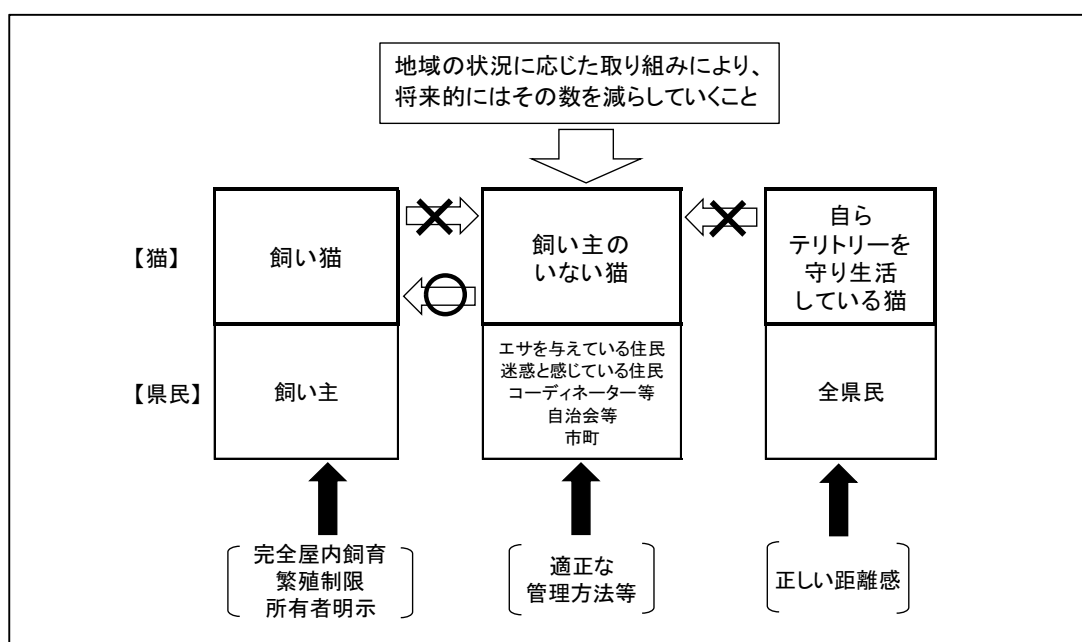 地域の状況に応じた取り組みにより、
将来的にはその数を減らしていくこと
【猫】
飼い猫
飼い主の
いない猫
自ら
テリトリーを
守り生活
している猫
【県民】
飼い主
エサを与えている住民
迷惑と感じている住民
コーディネーター等
自治会等
市町
全県民
完全屋内飼育
繁殖制限
所有者明示
適正な
管理方法等
正しい距離感